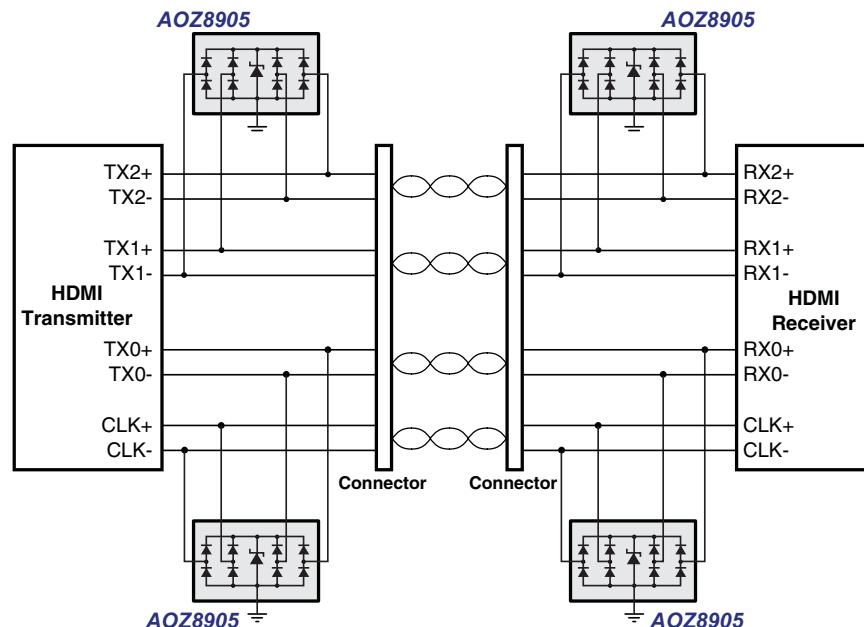 AOZ8905
AOZ8905
TX2+
TX2-
TX1+
TX1-
HDMI
Transmitter
TX0+
TX0-
CLK+
CLK-
RX2+
RX2-
RX1+
RX1-
HDMI
Receiver
RX0+
RX0-
CLK+
CLK-
Connector
Connector
AOZ8905
AOZ8905